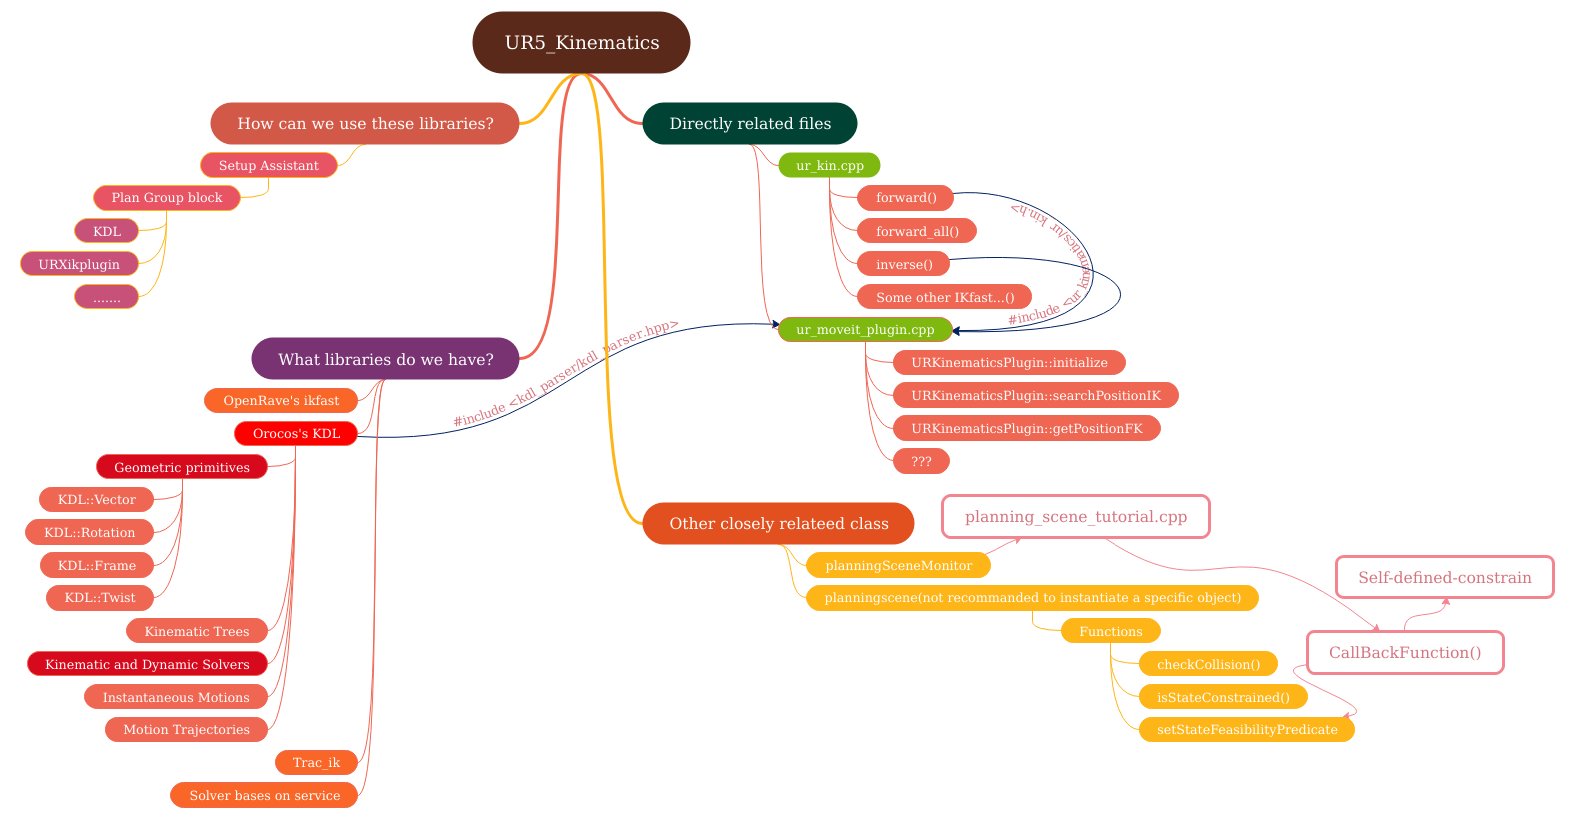 UR5_Kinematics
How can we use these libraries?
Setup Assistant
Plan Group block
KDL
URXikplugin
.......
What libraries do we have?
OpenRave's ikfast
Orocos's KDL
Geometric primitives
KDL::Vector
KDL::Rotation
KDL::Frame
KDL::Twist
Kinematic Trees
Kinematic and Dynamic Solvers
Instantaneous Motions
Motion Trajectories
Trac_ik
Solver bases on service
#include <kdl_parser/kdl_parser.hpp>
Directly related files
ur_kin.cpp
forward()
forward_all()
inverse()
Some other IKfast...()
#include <ur_kinematics/ur_kin.h>
ur_moveit_plugin.cpp
URKinematicsPlugin::initialize
URKinematicsPlugin::searchPositionIK
URKinematicsPlugin::getPositionFK
???
Other closely relateed class
planningSceneMonitor
planningscene(not recommanded to instantiate a specific object)
Functions
checkCollision()
isStateConstrained()
setStateFeasibilityPredicate
planning_scene_tutorial.cpp
Self-defined-constrain
CallBackFunction()